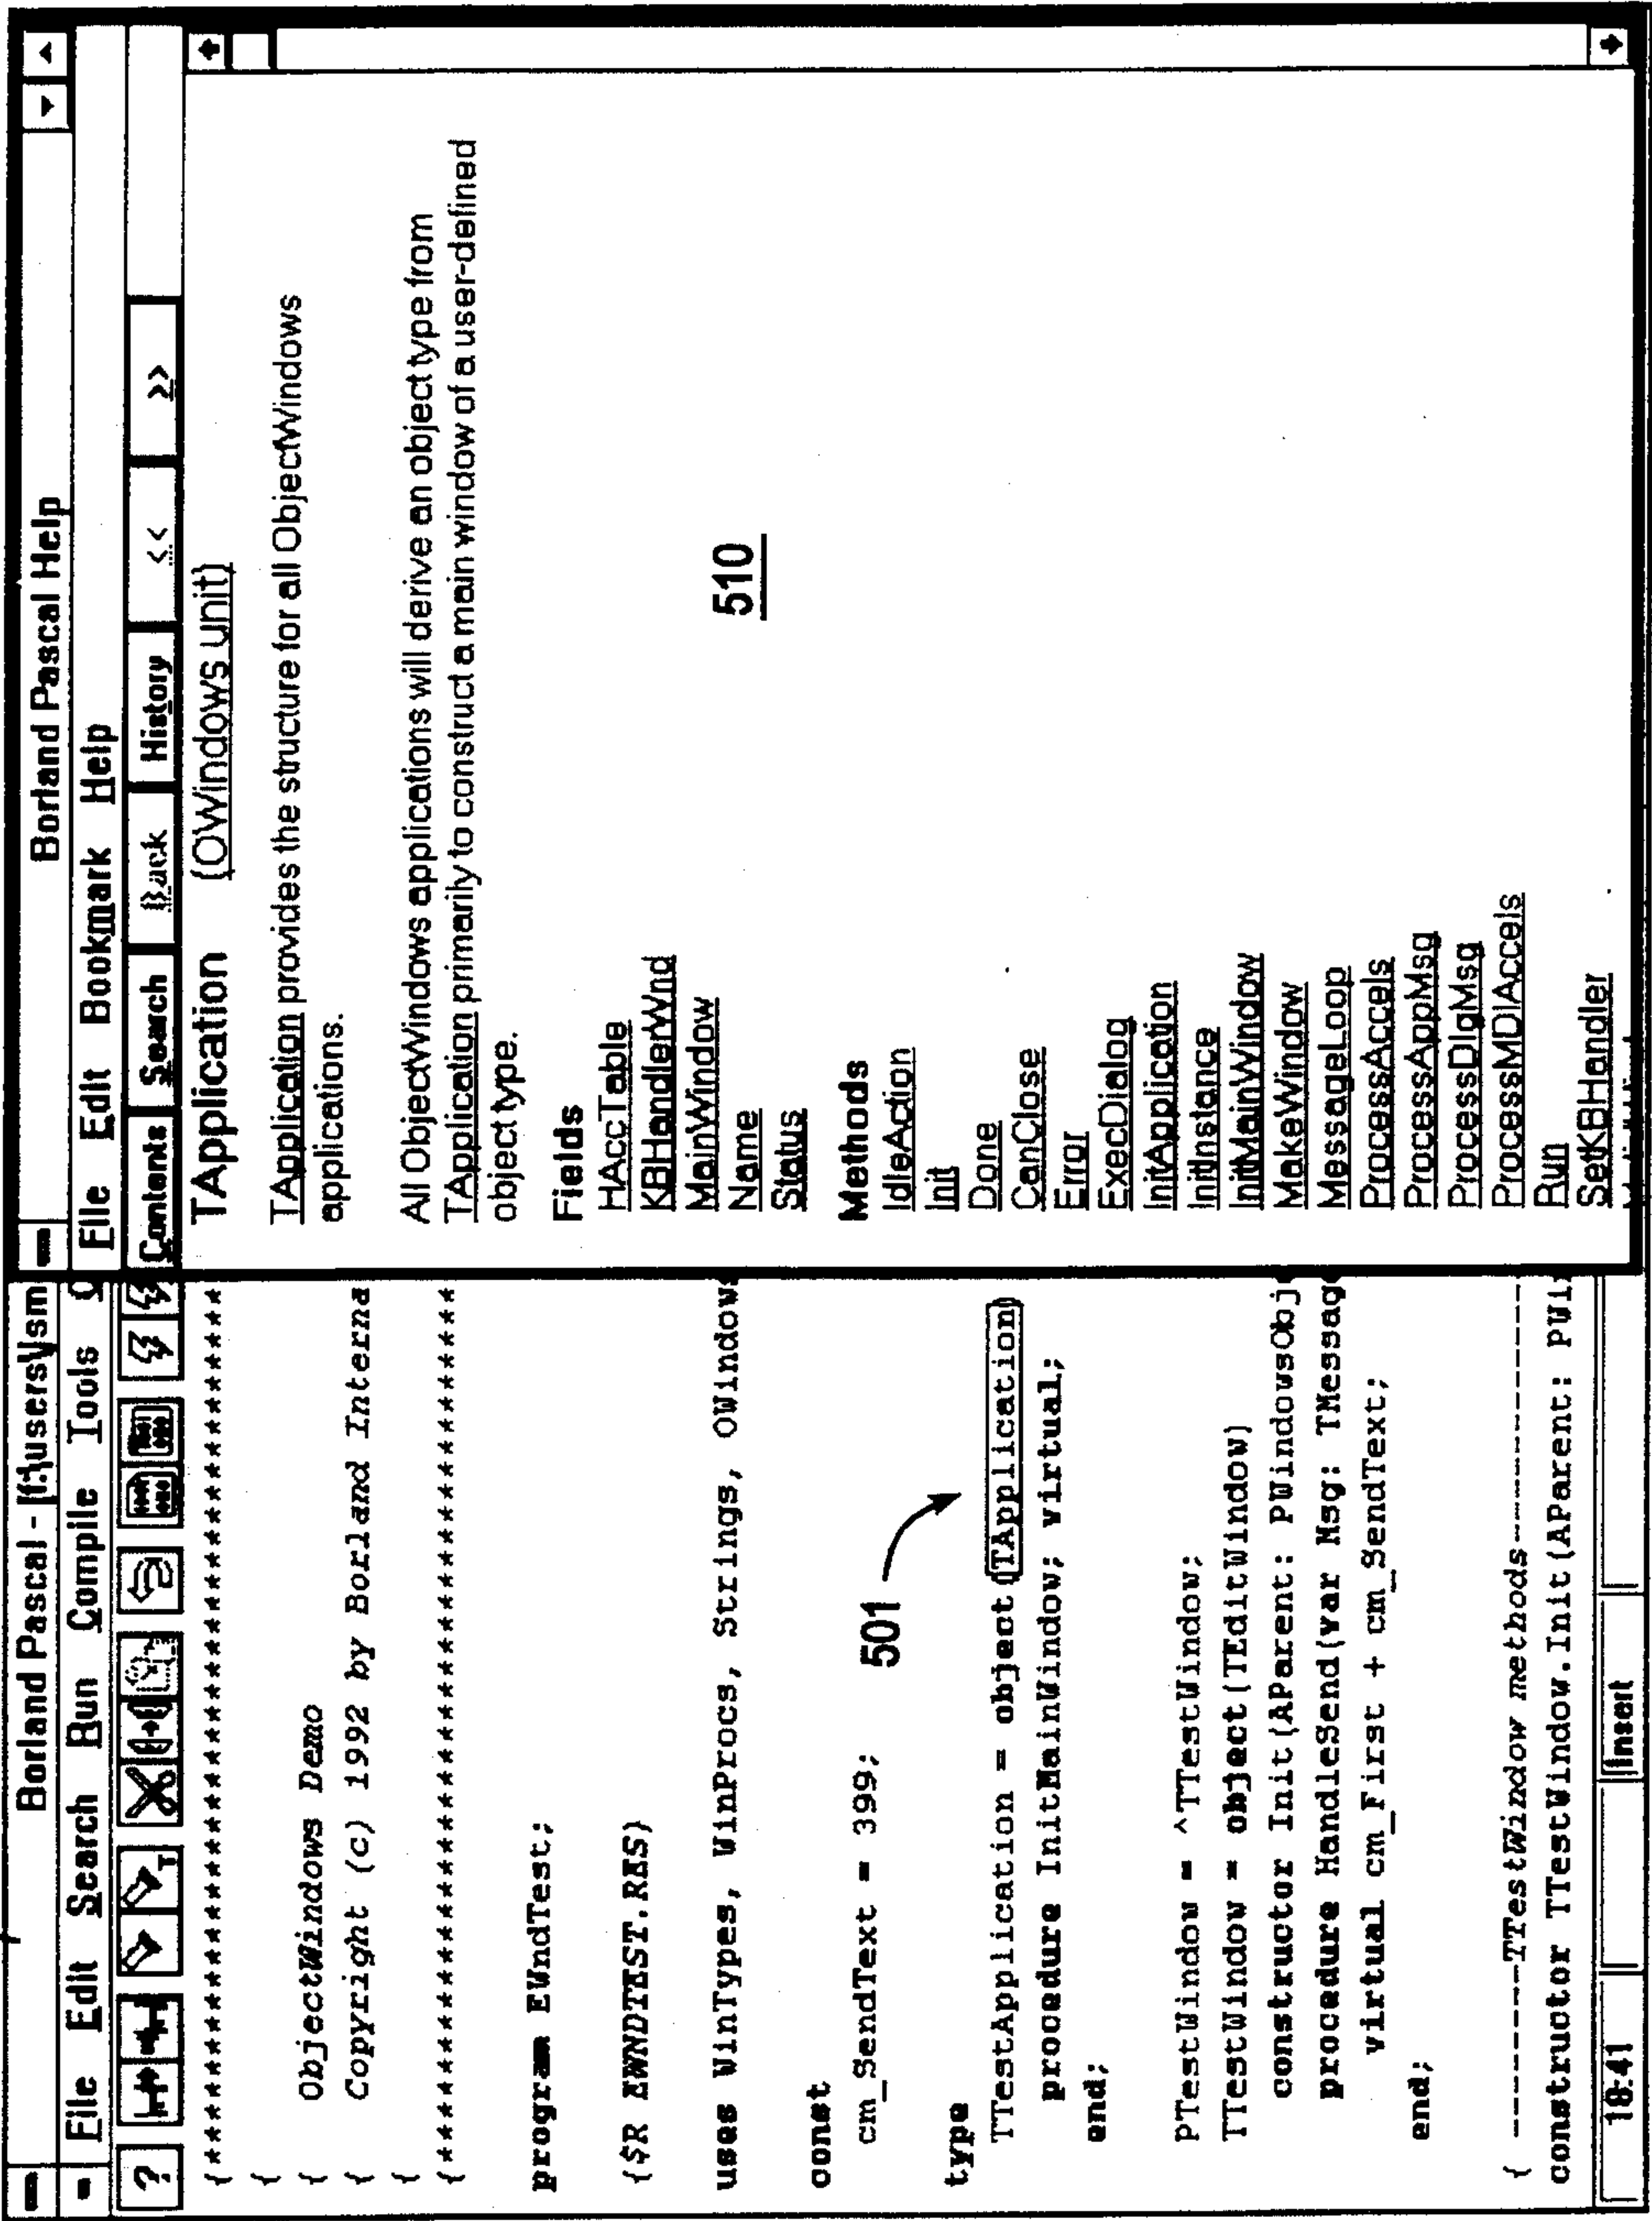 Borland Pascal - [f:\users\lsm
File Edit Search Run Compile Tools
?
{*****************************************
{
{ ObjectWindows Demo
{ Copyright (c) 1992 by Borland Interna
{
{*****************************************
program EWndTest;
{$R EWNDTEST.RES}
uses WinTypes, WinProcs, Strings, OWindow
const
cm_SendText = 399;
501
type
TTestApplication = object(TApplication)
procedure InitMainWindow; virtual;
end;
PTestWindow = ^TTestWindow;
TTestWindow = object(TEditWindow)
constructor Init(AParent: PWindowsObj
procedure HandleSend(var Msg: TMessag
virtual cm_First + cm_SendText;
end;
{ --------TTestWindow methods----------------
constructor TTestWindow.Init(AParent: PWi
18:41 Insert
Borland Pascal Help
File Edit Bookmark Help
Contents Search Back History << >>
TApplication (OWindows unit)
TApplication provides the structure for all ObjectWindows
applications.
All ObjectWindows applications will derive an object type from
TApplication primarily to construct a main window of a user-defined
object type.
Fields
HAccTable
KBHandlerWnd
MainWindow
Name
Status
510
Methods
IdleAction
Init
Done
CanClose
Error
ExecDialog
InitApplication
InitInstance
InitMainWindow
MakeWindow
MessageLoop
ProcessAccels
ProcessAppMsg
ProcessDlgMsg
ProcessMDIAccels
Run
SetKBHandler